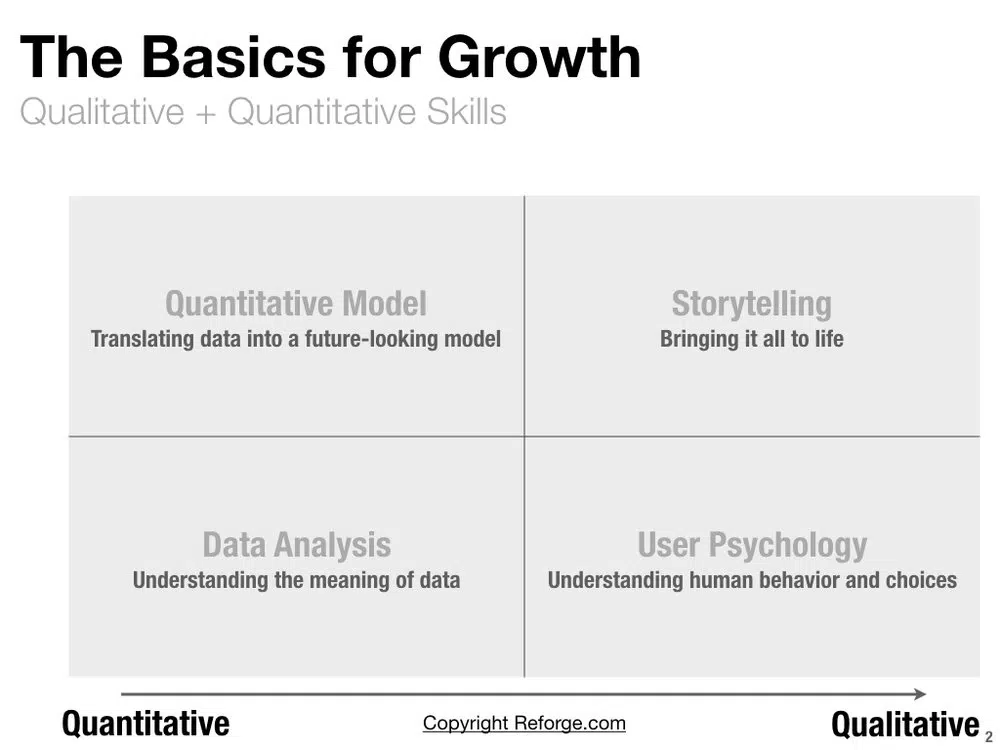 The Basics for Growth
Qualitative + Quantitative Skills
Quantitative Model
Translating data into a future-looking model
Storytelling
Bringing it all to life
Data Analysis
Understanding the meaning of data
User Psychology
Understanding human behavior and choices
Quantitative
Copyright Reforge.com
Qualitative
2